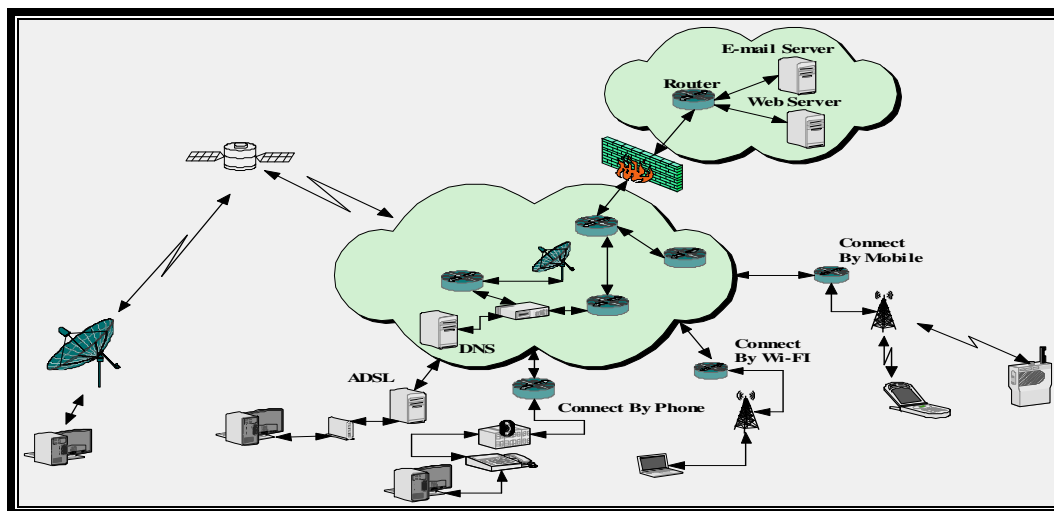 E-mail Server
Router
Web Server
Connect
By Mobile
DNS
Connect
By Wi-FI
ADSL
Connect By Phone